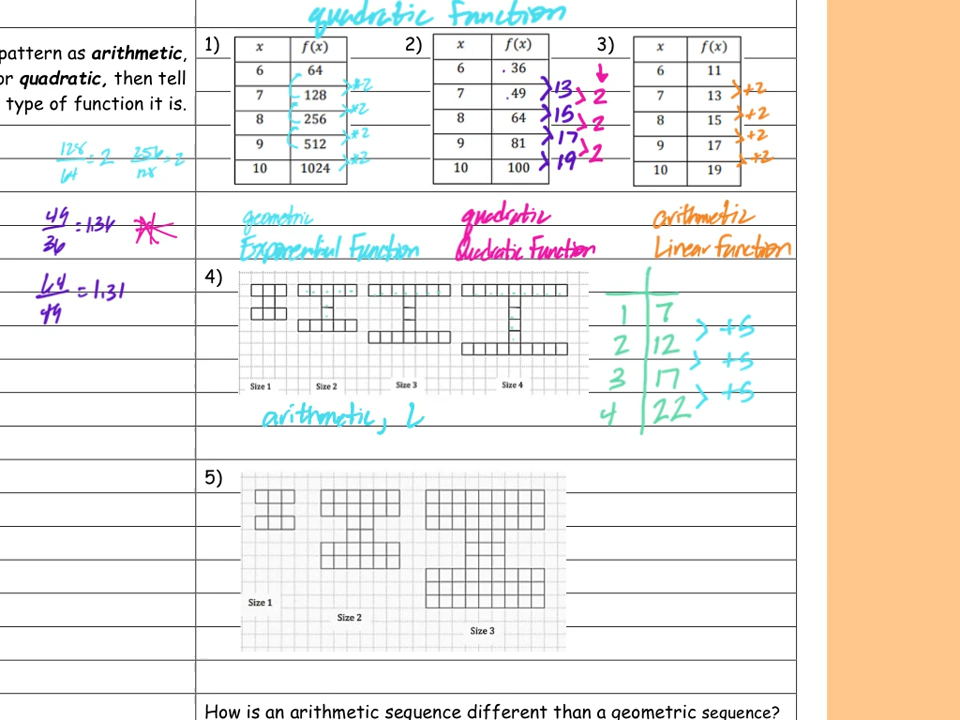 quadratic Function
pattern as arithmetic,
or quadratic, then tell
type of function it is.
1)
x f(x)
6 64
7 128
8 256
9 512
10 1024
*2
*2
*2
*2
2)
x f(x)
6 . 36
7 . 49
8 64
9 81
10 100
13
15
17
19
2
2
2
3)
x f(x)
6 11
7 13
8 15
9 17
10 19
+2
+2
+2
+2
128/64 = 2 256/128 = 2
49/36 = 1.36
64/49 = 1.31
geometric
Exponential Function
quadratic
Quadratic Function
arithmetic
Linear Function
4)
Size 1 Size 2 Size 3 Size 4
1 7
2 12
3 17
4 22
+5
+5
+5
arithmetic, L
5)
Size 1
Size 2
Size 3
How is an arithmetic sequence different than a geometric sequence?